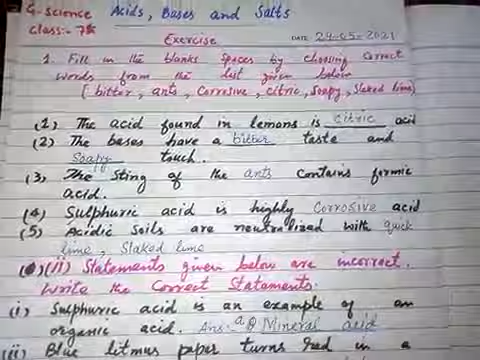 G-Science Acids, Bases and Salts
Class:- 7th
Exercise DATE 29-05-2021
1. Fill in the blanks spaces by choosing correct
words from the list given below
[bitter, ants, corrosive, citric, soapy, slaked lime]
(1) The acid found in lemons is citric acid
(2) The bases have a bitter taste and
soapy touch.
(3) The sting of the ants contains formic
acid.
(4) Sulphuric acid is highly Corrosive acid
(5) Acidic Soils are neutralized with quick
lime, Slaked lime
(ii) Statements given below are incorrect.
Write the Correct Statements.
(i) Sulphuric acid is an example of an
organic acid. Ans: Mineral acid
(ii) Blue litmus paper turns Red in a